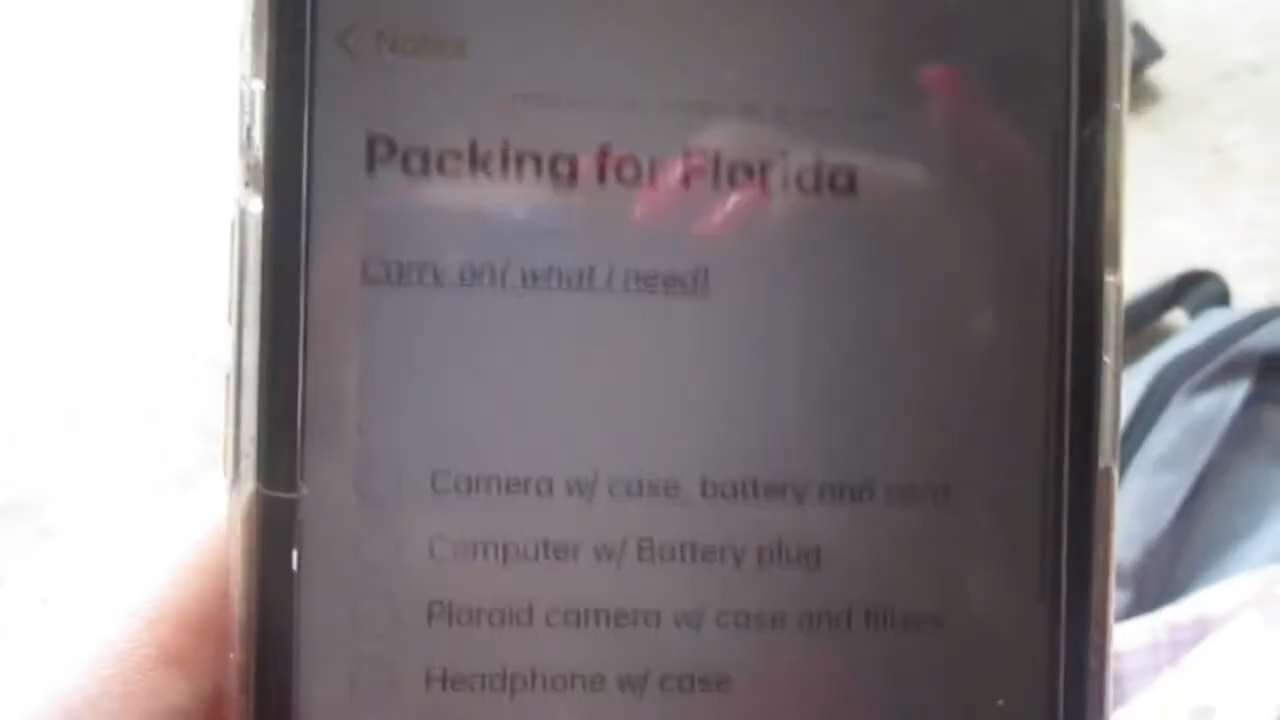 < Notes
Packing for Florida
Carry on( what I need)
Camera w/ case, battery and
Computer w/ Battery plug
Plaraid camera w/ case and
Headphone w/ case